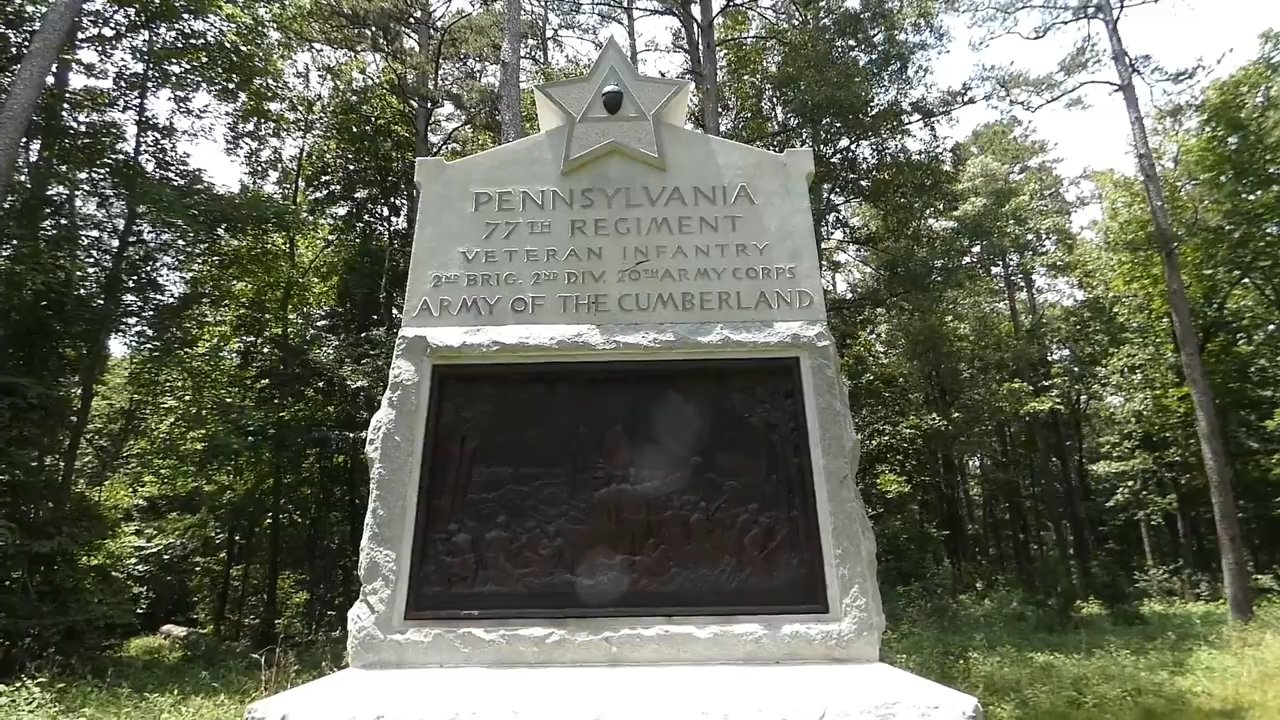 PENNSYLVANIA
77TH REGIMENT
VETERAN INFANTRY
2ND BRIG. 2ND DIV. 20TH ARMY CORPS
ARMY OF THE CUMBERLAND